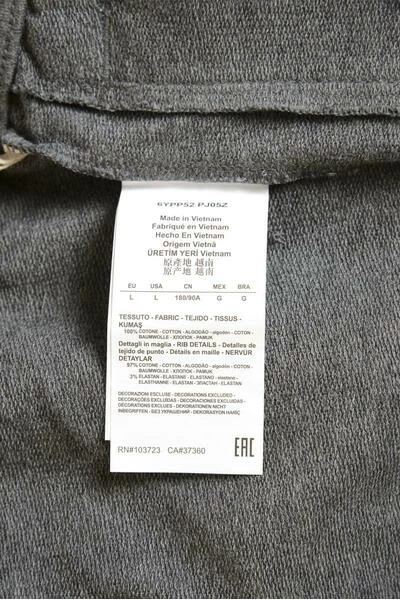 6YPP52 PJ05Z
Made in Vietnam
Fabriqué en Vietnam
Hecho En Vietnam
Origem Vietnã
ÜRETİM YERİ Vietnam
原產地 越南
原产地 越南
EU USA CN MEX BRA
L L 180/90A G G
TESSUTO - FABRIC - TEJIDO - TISSUS -
KUMAŞ
100% COTONE - COTTON - ALGODÃO - algodón - COTON -
BAUMWOLLE - ХЛОПОК - PAMUK
Dettagli in maglia - RIB DETAILS - Detalles de
tejido de punto - Détails en maille - NERVÜR
DETAYLAR
97% COTONE - COTTON - ALGODÃO - algodón - COTON -
BAUMWOLLE - ХЛОПОК - PAMUK
3% ELASTAN - ELASTANE - ELASTANO - elastano -
ELASTHANNE - ELASTAN - ЭЛАСТАН - ELASTAN
DECORAZIONI ESCLUSE - DECORATIONS EXCLUDED -
DECORAÇÕES EXCLUIDAS - DECORACIONES EXCLUIDAS -
DÉCORATIONS EXCLUES - DEKORATIONEN NICHT
INBEGRIFFEN - БЕЗ УКРАШЕНИЙ - DEKORASYON HARİÇ
RN#103723 CA#37360 EAC